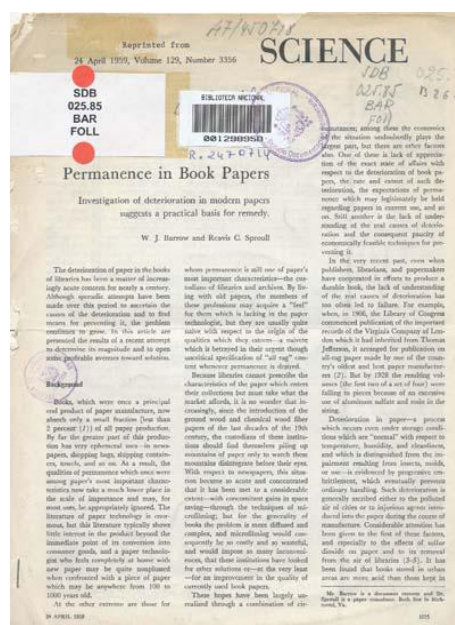 A7/450718
Reprinted from
24 April 1959, Volume 129, Number 3356
SCIENCE
SDB
025.85
BAR
FOLL
SDB
025.85
BAR
FOLL
BIBLIOTECA NACIONAL
001298950
R. 2470714
Permanence in Book Papers
Investigation of deterioration in modern papers
suggests a practical basis for remedy.
W. J. Barrow and Reavis C. Sproull
The deterioration of paper in the books
of libraries has been a matter of increas-
ingly acute concern for nearly a century.
Although sporadic attempts have been
made over this period to ascertain the
causes of the deterioration and to find
means for preventing it, the problem
continues to grow. In this article are
presented the results of a recent attempt
to determine its magnitude and to open
some profitable avenues toward solution.
Background
Books, which were once a principal
end product of paper manufacture, now
absorb only a small fraction (less than
2 percent (1)) of all paper production.
By far the greater part of this produc-
tion has very ephemeral uses—in news-
papers, shopping bags, shipping contain-
ers, towels, and so on. As a result, the
qualities of permanence which once were
among paper's most important charac-
teristics now take a much lower place in
the scale of importance and may, for
most uses, be appropriately ignored. The
literature of paper technology is enor-
mous, but this literature typically shows
little interest in the product beyond the
immediate point of its conversion into
consumer goods, and a paper technolo-
gist who feels completely at home with
new paper may be quite nonplused
when confronted with a piece of paper
which may be anywhere from 100 to
1000 years old.
At the other extreme are those for
whom permanence is still one of paper's
most important characteristics—the cus-
todians of libraries and archives. By liv-
ing with old papers, the members of
these professions may acquire a "feel"
for them which is lacking in the paper
technologist, but they are usually quite
naive with respect to the origin of the
qualities which they esteem—a naivete
which is betrayed in their urgent though
uncritical specification of "all rag" con-
tent whenever permanence is desired.
Because libraries cannot prescribe the
characteristics of the paper which enters
their collections but must take what the
market affords, it is no wonder that in-
creasingly, since the introduction of the
ground wood and chemical wood fiber
papers of the last decades of the 19th
century, the custodians of these institu-
tions should find themselves piling up
mountains of paper only to watch these
mountains disintegrate before their eyes.
With respect to newspapers, this situa-
tion became so acute and concentrated
that it has been met to a considerable
extent—with concomitant gains in space
saving—through the techniques of mi-
crofilming; but for the generality of
books the problem is more diffused and
complex, and microfilming would con-
sequently be so costly and so wasteful,
and would impose so many inconveni-
ences, that these institutions have looked
for other solutions or—at the very least
—for an improvement in the quality of
currently used book papers.
These hopes have been largely un-
realized through a combination of cir-
cumstances; among these the economics
of the situation undoubtedly plays the
largest part, but there are other factors
also. One of these is lack of apprecia-
tion of the exact state of affairs with
respect to the deterioration of book pa-
pers, the rate and extent of such de-
terioration, the expectations of perma-
nence which may legitimately be held
regarding papers in current use, and so
on. Still another is the lack of under-
standing of the real causes of deterio-
ration and the consequent paucity of
economically feasible techniques for pre-
venting it.
In the very recent past, even when
publishers, librarians, and papermakers
have cooperated in efforts to produce a
durable book, the lack of understanding
of the real causes of deterioration has
too often led to failure. For example,
when, in 1906, the Library of Congress
commenced publication of the important
records of the Virginia Company of Lon-
don which it had inherited from Thomas
Jefferson, it arranged for publication on
all-rag paper made by one of the coun-
try's oldest and best paper manufactur-
ers (2). But by 1928 the resulting vol-
umes (the first two of a set of four) were
falling to pieces because of an excessive
use of aluminum sulfate and rosin in the
sizing.
Deterioration in paper—a process
which occurs even under storage condi-
tions which are "normal" with respect to
temperature, humidity, and cleanliness,
and which is distinguished from the im-
pairment resulting from insects, molds,
or use—is evidenced by progressive em-
brittlement, which eventually prevents
ordinary handling. Such deterioration is
generally ascribed either to the polluted
air of cities or to injurious agents intro-
duced into the paper during the course of
manufacture. Considerable attention has
been given to the first of these factors,
and especially to the effects of sulfur
dioxide on paper and to its removal
from the air of libraries (3-8). It has
been found that books stored in urban
areas are more acid than those kept in
Mr. Barrow is a document restorer and Dr.
Sproull is a paper consultant. Both live in Rich-
mond, Va.
24 APRIL 1959
1075